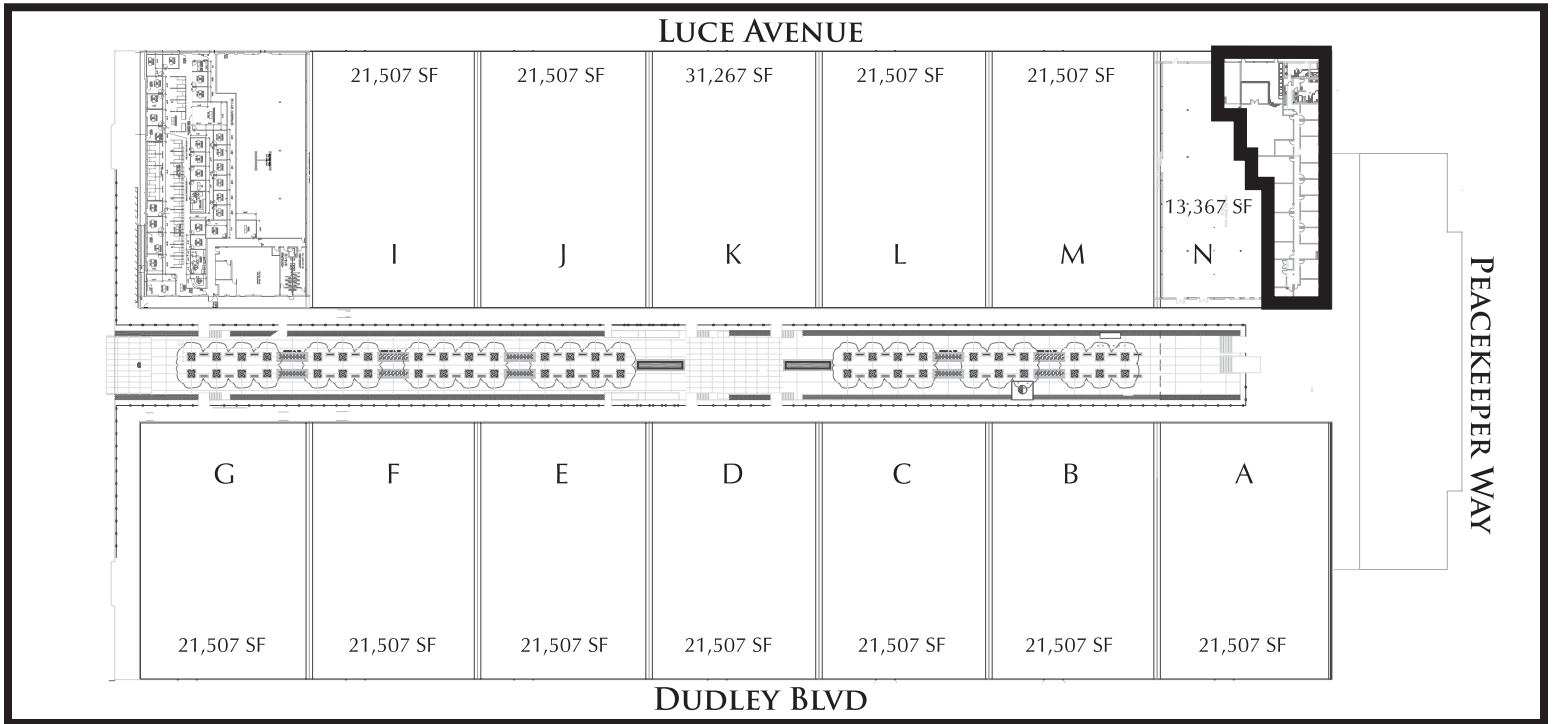 LUCE AVENUE
21,507 SF
21,507 SF
31,267 SF
21,507 SF
21,507 SF
13,367 SF
I
J
K
L
M
N
PEACEKEEPER WAY
G
F
E
D
C
B
A
21,507 SF
21,507 SF
21,507 SF
21,507 SF
21,507 SF
21,507 SF
21,507 SF
DUDLEY BLVD